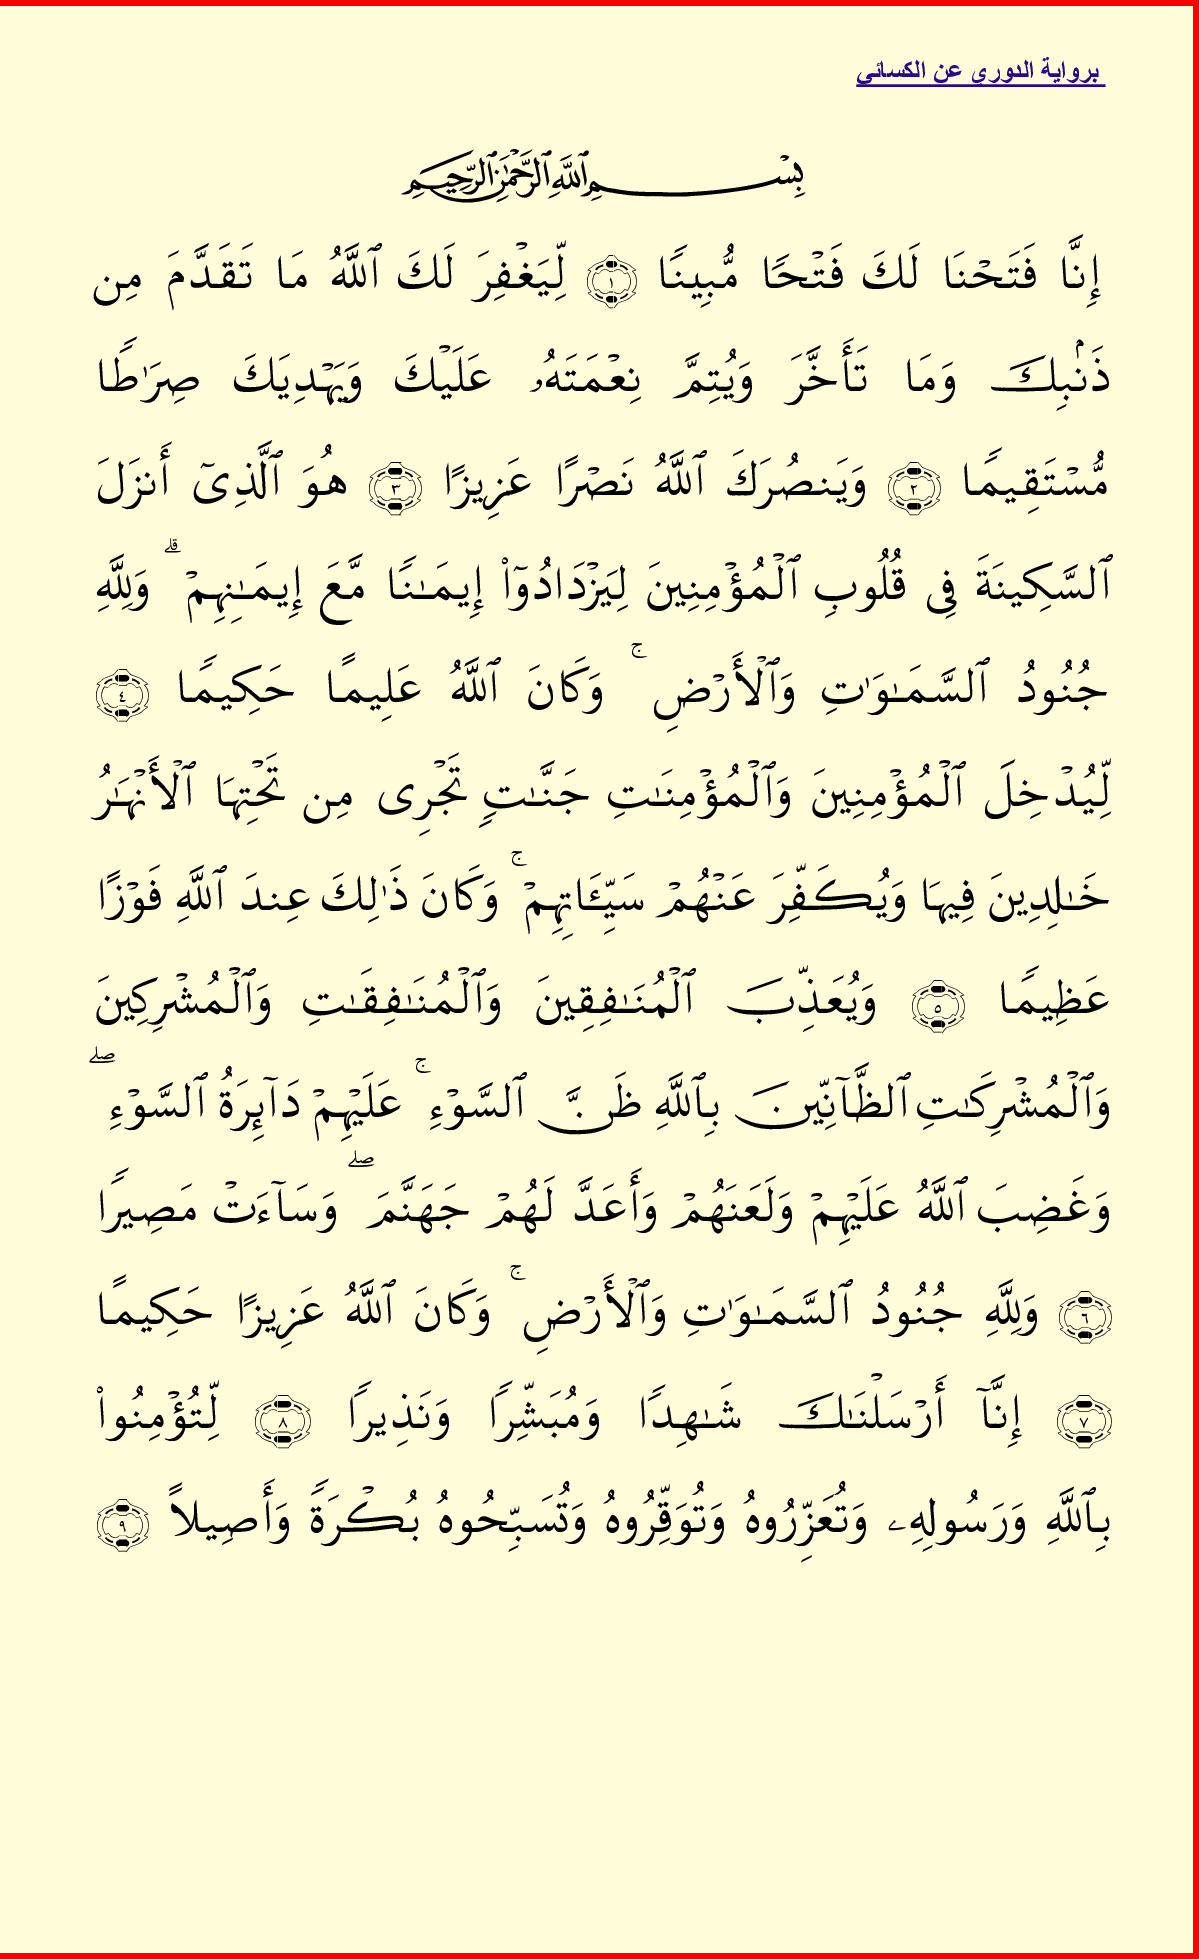 برواية الدوري عن الكسائي
بِسْمِ ٱللَّهِ ٱلرَّحْمَٰنِ ٱلرَّحِيمِ
إِنَّا فَتَحْنَا لَكَ فَتْحًا مُّبِينًا ١ لِّيَغْفِرَ لَكَ ٱللَّهُ مَا تَقَدَّمَ مِن
ذَنۢبِكَ وَمَا تَأَخَّرَ وَيُتِمَّ نِعْمَتَهُۥ عَلَيْكَ وَيَهْدِيَكَ صِرَٰطًا
مُّسْتَقِيمًا ٢ وَيَنصُرَكَ ٱللَّهُ نَصْرًا عَزِيزًا ٣ هُوَ ٱلَّذِىٓ أَنزَلَ
ٱلسَّكِينَةَ فِى قُلُوبِ ٱلْمُؤْمِنِينَ لِيَزْدَادُوٓا۟ إِيمَـٰنًا مَّعَ إِيمَـٰنِهِمْ ۗ وَلِلَّهِ
جُنُودُ ٱلسَّمَـٰوَٰتِ وَٱلْأَرْضِ ۚ وَكَانَ ٱللَّهُ عَلِيمًا حَكِيمًا ٤
لِّيُدْخِلَ ٱلْمُؤْمِنِينَ وَٱلْمُؤْمِنَـٰتِ جَنَّـٰتٍ تَجْرِى مِن تَحْتِهَا ٱلْأَنْهَـٰرُ
خَـٰلِدِينَ فِيهَا وَيُكَفِّرَ عَنْهُمْ سَيِّـَٔاتِهِمْ ۚ وَكَانَ ذَٰلِكَ عِندَ ٱللَّهِ فَوْزًا
عَظِيمًا ٥ وَيُعَذِّبَ ٱلْمُنَـٰفِقِينَ وَٱلْمُنَـٰفِقَـٰتِ وَٱلْمُشْرِكِينَ
وَٱلْمُشْرِكَـٰتِ ٱلظَّآنِّينَ بِٱللَّهِ ظَنَّ ٱلسَّوْءِ ۚ عَلَيْهِمْ دَآئِرَةُ ٱلسَّوْءِ ۖ
وَغَضِبَ ٱللَّهُ عَلَيْهِمْ وَلَعَنَهُمْ وَأَعَدَّ لَهُمْ جَهَنَّمَ ۖ وَسَآءَتْ مَصِيرًا
٦ وَلِلَّهِ جُنُودُ ٱلسَّمَـٰوَٰتِ وَٱلْأَرْضِ ۚ وَكَانَ ٱللَّهُ عَزِيزًا حَكِيمًا
٧ إِنَّآ أَرْسَلْنَـٰكَ شَـٰهِدًا وَمُبَشِّرًا وَنَذِيرًا ٨ لِّتُؤْمِنُوا۟
بِٱللَّهِ وَرَسُولِهِۦ وَتُعَزِّرُوهُ وَتُوَقِّرُوهُ وَتُسَبِّحُوهُ بُكْرَةً وَأَصِيلاً ٩